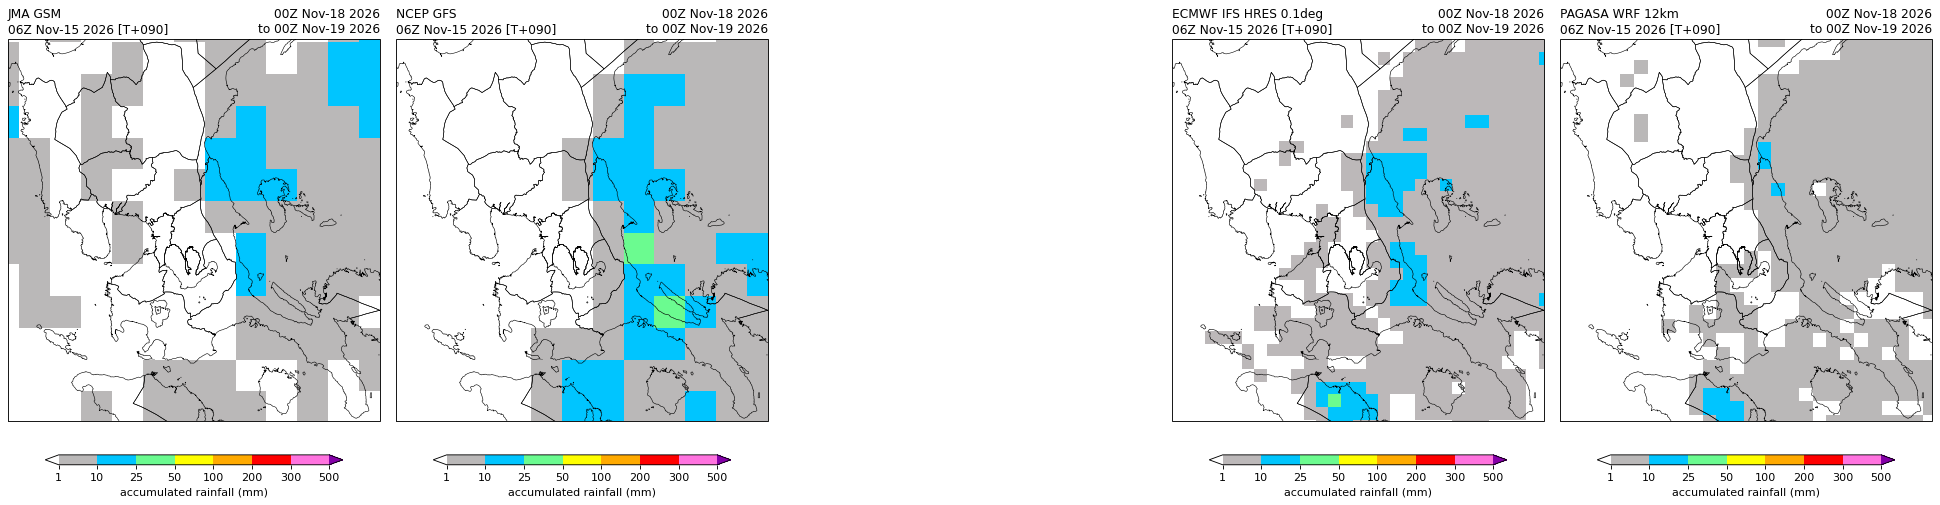 JMA GSM 00Z Nov-18 2026
06Z Nov-15 2026 [T+090] to 00Z Nov-19 2026
1 10 25 50 100 200 300 500
accumulated rainfall (mm)
NCEP GFS 00Z Nov-18 2026
06Z Nov-15 2026 [T+090] to 00Z Nov-19 2026
1 10 25 50 100 200 300 500
accumulated rainfall (mm)
ECMWF IFS HRES 0.1deg 00Z Nov-18 2026
06Z Nov-15 2026 [T+090] to 00Z Nov-19 2026
1 10 25 50 100 200 300 500
accumulated rainfall (mm)
PAGASA WRF 12km 00Z Nov-18 2026
06Z Nov-15 2026 [T+090] to 00Z Nov-19 2026
1 10 25 50 100 200 300 500
accumulated rainfall (mm)